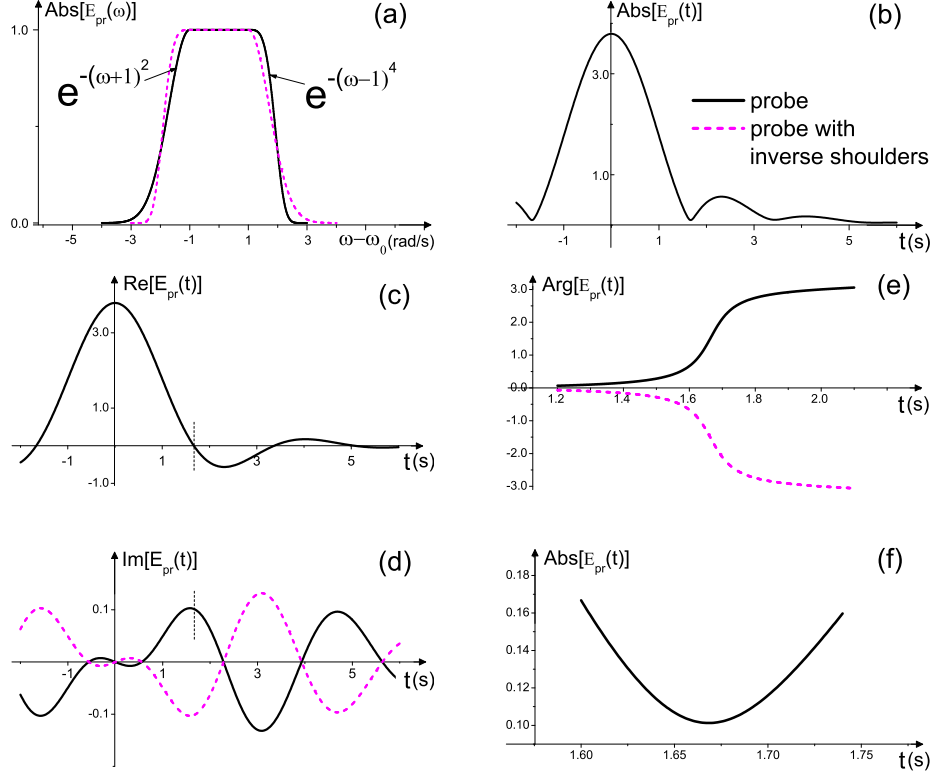 Abs[E_pr(ω)]
(a)
1.0
e^-(ω+1)^2
e^-(ω−1)^4
0.0
-5 -3 -1 1 3
ω−ω_0(rad/s)
Abs[E_pr(t)]
(b)
3.0
probe
probe with
inverse shoulders
1.0
-1 1 3 5
t(s)
Re[E_pr(t)]
(c)
3.0
1.0
-1 1 3 5
t(s)
-1.0
Arg[E_pr(t)]
(e)
3.0
2.0
1.0
0.0
1.2 1.4 1.6 1.8 2.0
t(s)
-1.0
-2.0
-3.0
Im[E_pr(t)]
(d)
0.1
-1 1 3 5
t(s)
-0.1
Abs[E_pr(t)]
(f)
0.18
0.16
0.14
0.12
0.10
1.60 1.65 1.70 1.75
t(s)